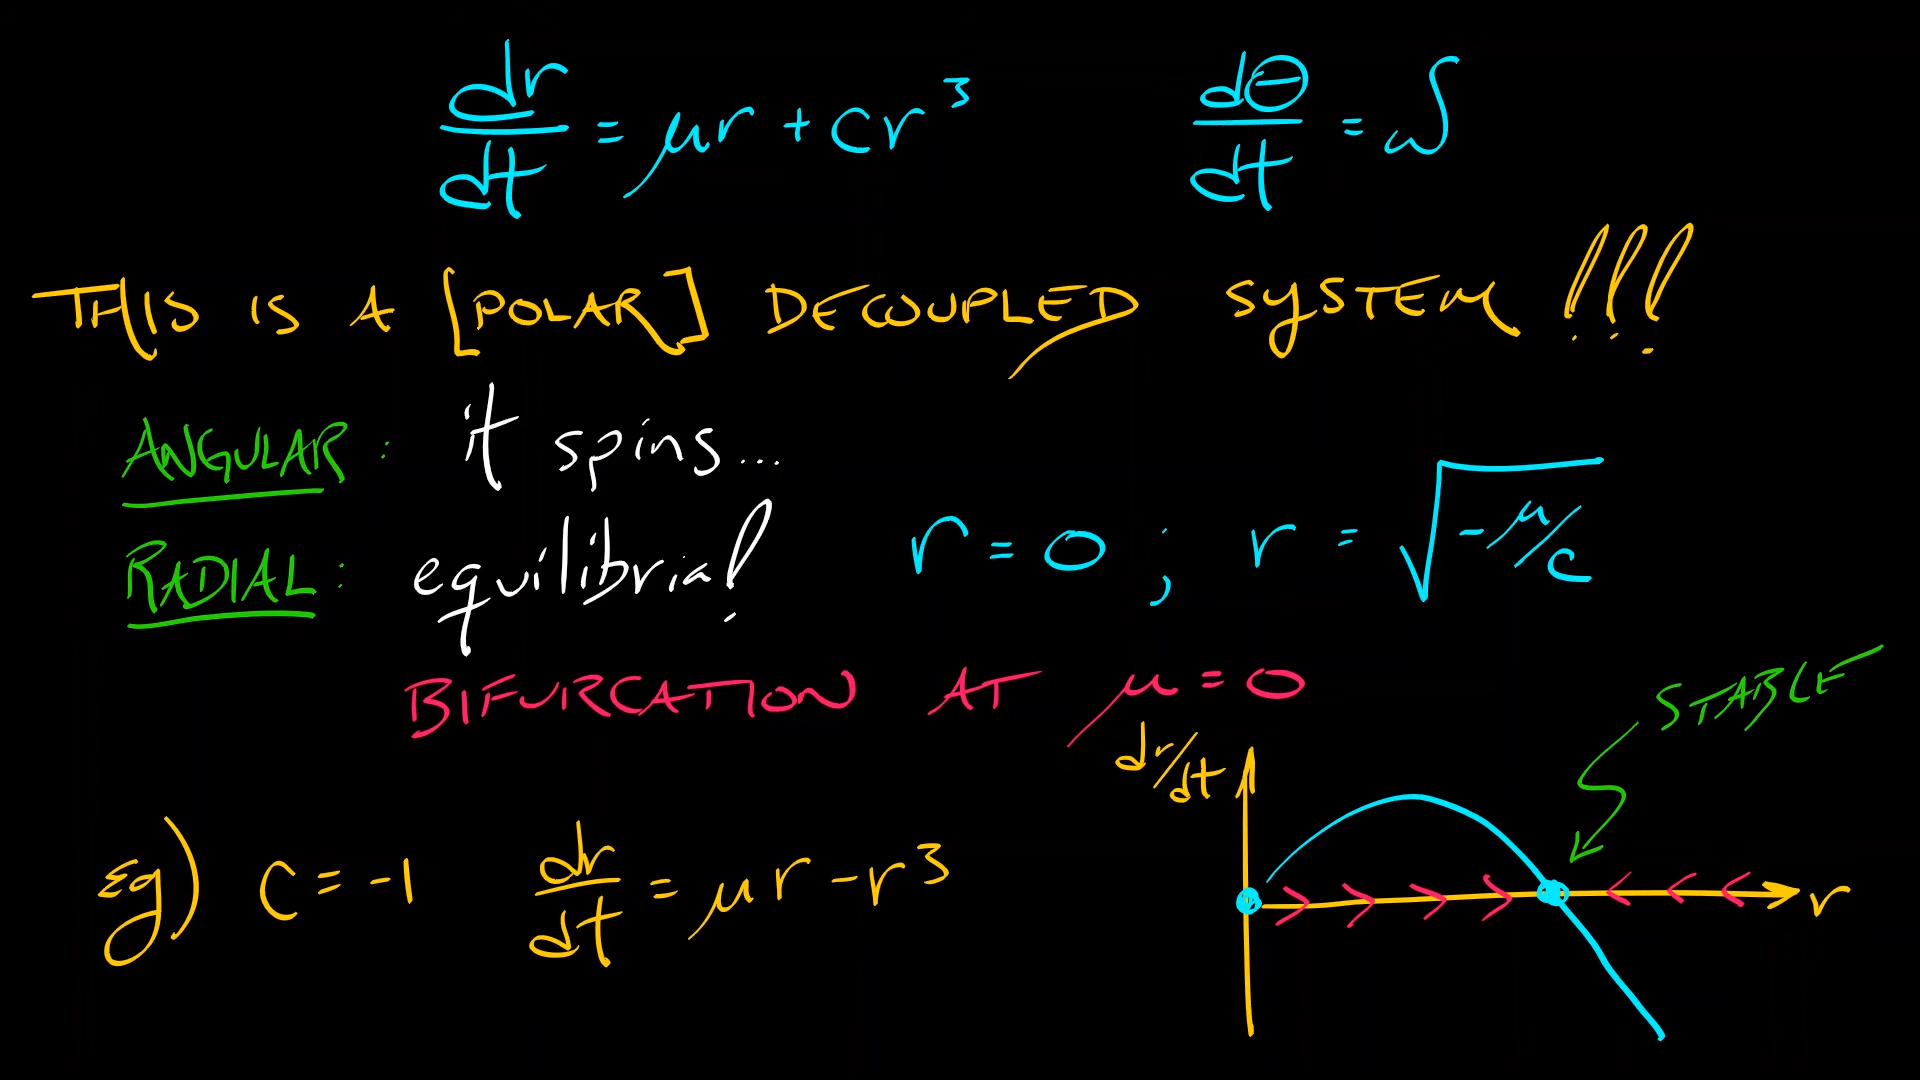 dr/dt = μr + cr³ dθ/dt = ω
THIS IS A [POLAR] DECOUPLED SYSTEM !!!
ANGULAR: it spins...
RADIAL: equilibria! r = 0 ; r = √(-μ/c)
BIFURCATION AT μ = 0
STABLE
dr/dt
Eg) C = -1 dr/dt = μr - r³
r